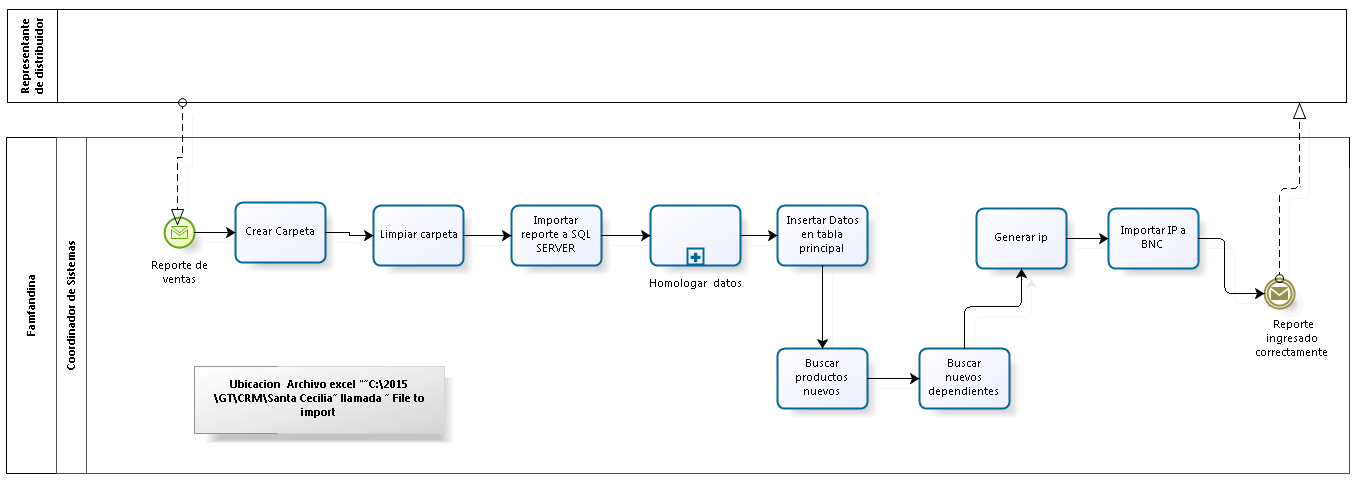 Representante
de distribuidor
Famfandina
Coordinador de Sistemas
Reporte de
ventas
Crear Carpeta
Limpiar carpeta
Importar
reporte a SQL
SERVER
Homologar datos
Insertar Datos
en tabla
principal
Buscar
productos
nuevos
Buscar
nuevos
dependientes
Generar ip
Importar IP a
BNC
Reporte
ingresado
correctamente
Ubicacion Archivo excel "˝C:\2015
\GT\CRM\Santa Cecilia˝ llamada ˝ File to
import